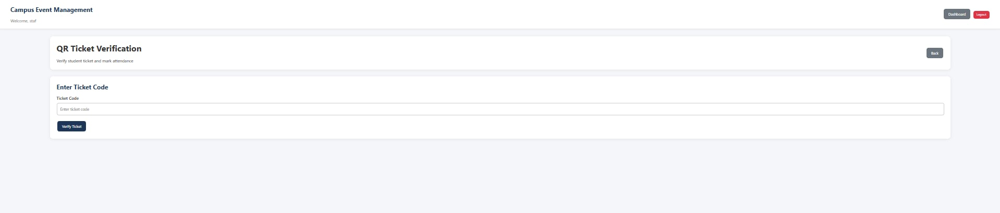 Campus Event Management
Welcome, staf
Dashboard
Logout
QR Ticket Verification
Verify student ticket and mark attendance
Back
Enter Ticket Code
Ticket Code
Enter ticket code
Verify Ticket